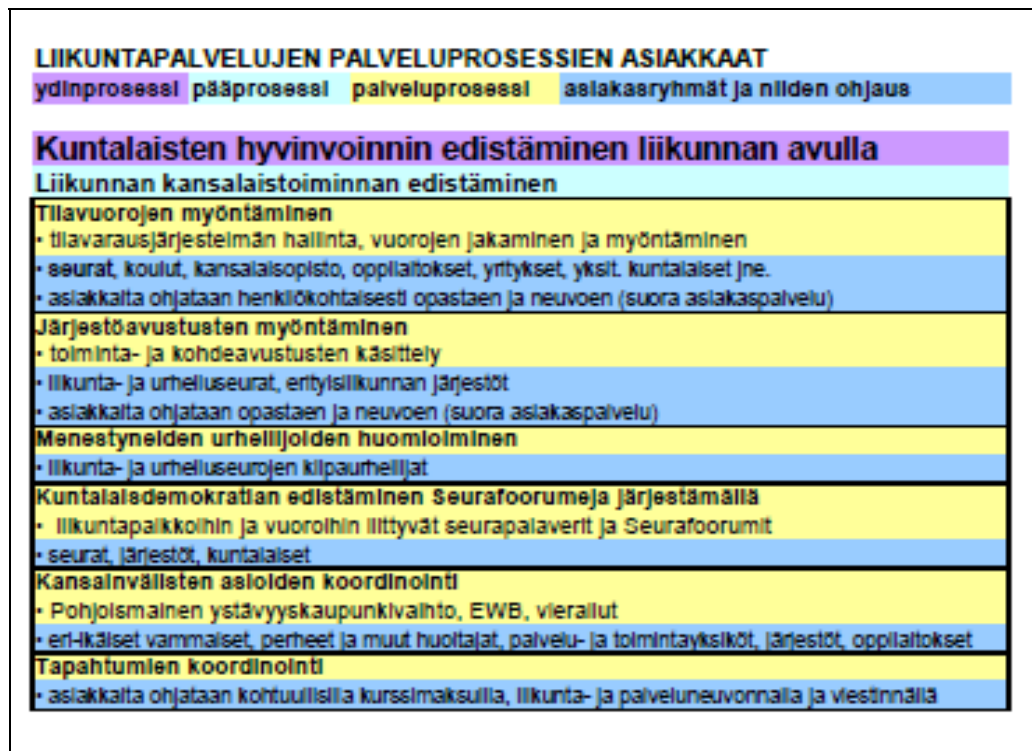 LIIKUNTAPALVELUJEN PALVELUPROSESSIEN ASIAKKAAT
ydinprosessi pääprosessi palveluprosessi asiakasryhmät ja niiden ohjaus
Kuntalaisten hyvinvoinnin edistäminen liikunnan avulla
Liikunnan kansalaistoiminnan edistäminen
Tilavuorojen myöntäminen
• tilavarausjärjestelmän hallinta, vuorojen jakaminen ja myöntäminen
• seurat, koulut, kansalaisopisto, oppilaitokset, yritykset, yksit. kuntalaiset jne.
• asiakkaita ohjataan henkilökohtaisesti opastaen ja neuvoen (suora asiakaspalvelu)
Järjestöavustusten myöntäminen
• toiminta- ja kohdeavustusten käsittely
• liikunta- ja urheiluseurat, erityisliikunnan järjestöt
• asiakkaita ohjataan opastaen ja neuvoen (suora asiakaspalvelu)
Menestyneiden urheilijoiden huomioiminen
• liikunta- ja urheiluseurojen kilpaurheilijat
Kuntalaisdemokratian edistäminen Seurafoorumeja järjestämällä
• liikuntapaikkoihin ja vuoroihin liittyvät seurapalaverit ja Seurafoorumit
• seurat, järjestöt, kuntalaiset
Kansainvälisten asioiden koordinointi
• Pohjoismainen ystävyyskaupunkivaihto, EWB, vierailut
• eri-ikäiset vammaiset, perheet ja muut huoltajat, palvelu- ja toimintayksiköt, järjestöt, oppilaitokset
Tapahtumien koordinointi
• asiakkaita ohjataan kohtuullisilla kurssimaksuilla, liikunta- ja palveluneuvonnalla ja viestinnällä